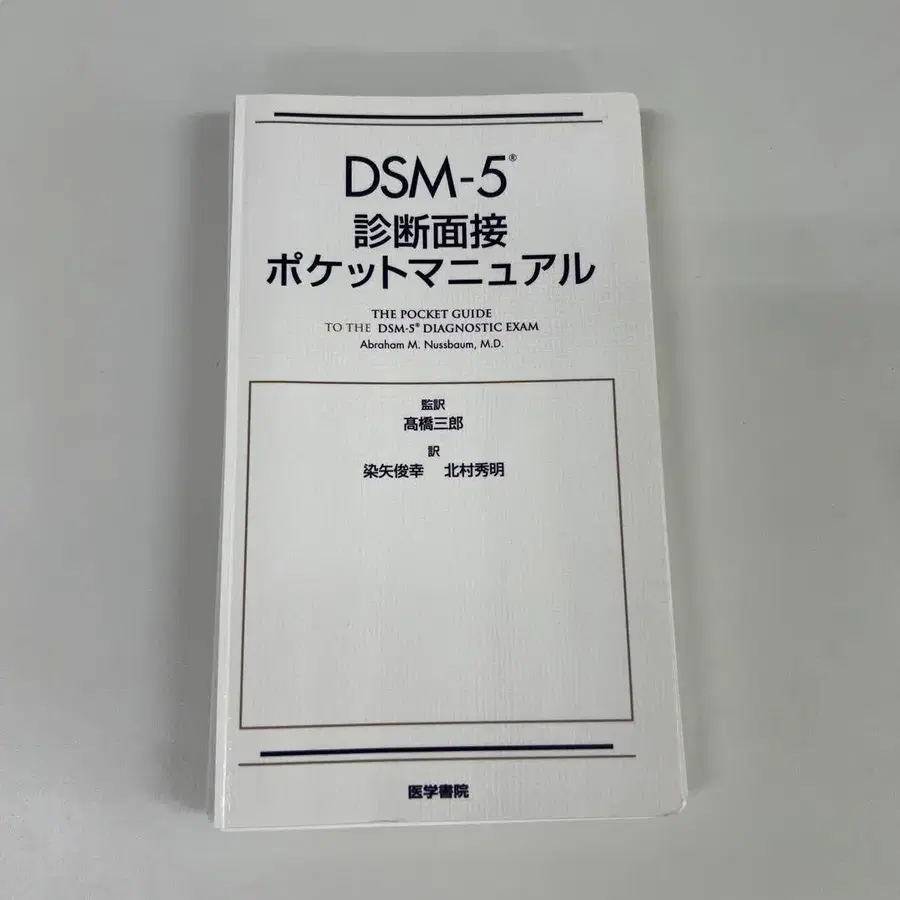 DSM-5®
診断面接
ポケットマニュアル
THE POCKET GUIDE
TO THE DSM-5® DIAGNOSTIC EXAM
Abraham M. Nussbaum, M.D.
監訳
髙橋三郎
訳
染矢俊幸 北村秀明
医学書院